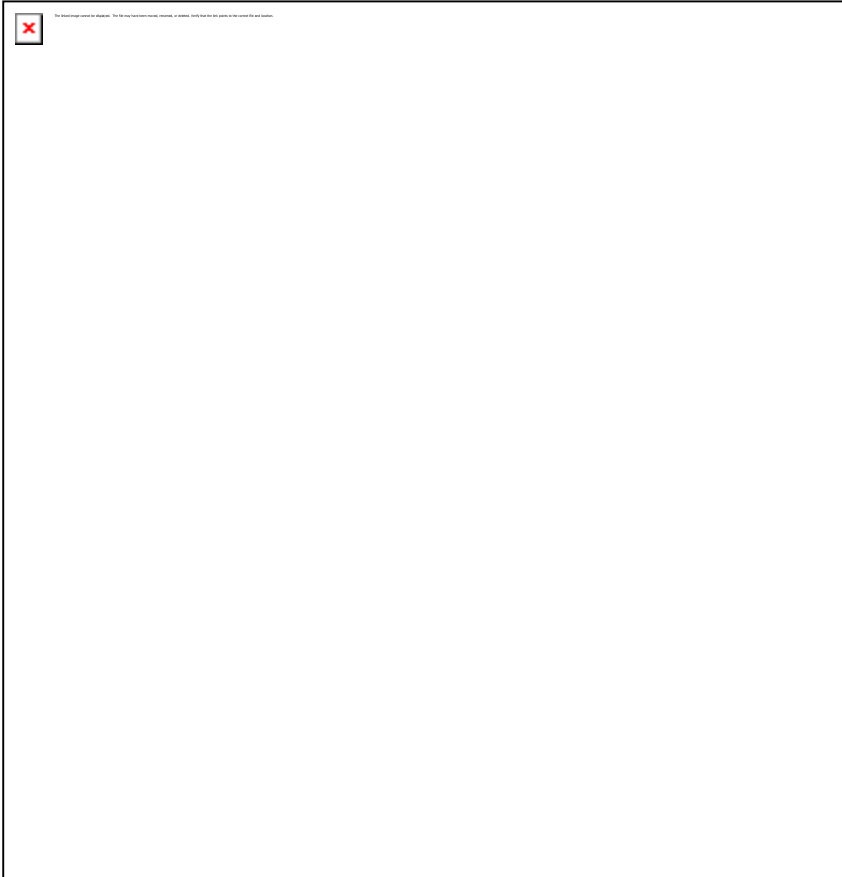 The linked image cannot be displayed. The file may have been moved, renamed, or deleted. Verify that the link points to the correct file and location.